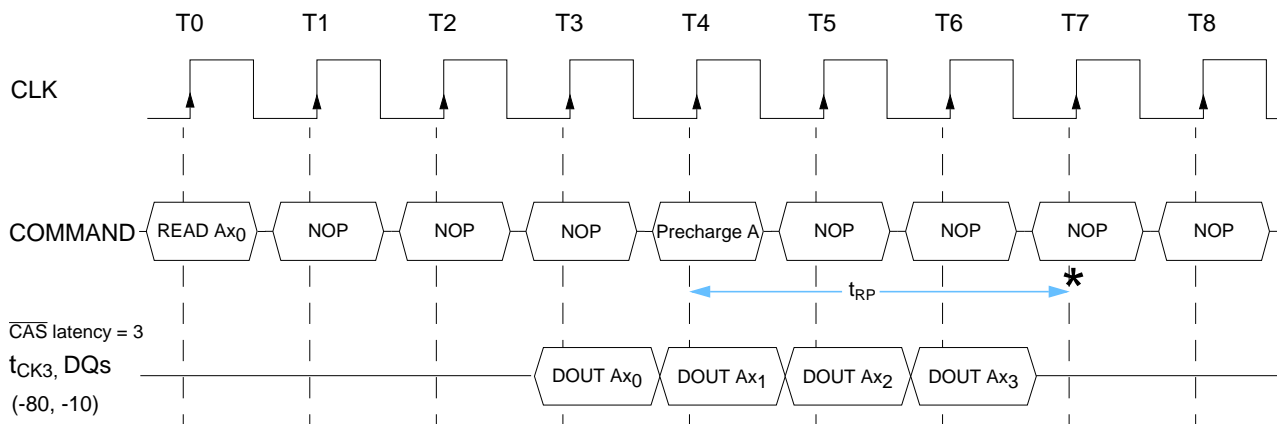 T0 T1 T2 T3 T4 T5 T6 T7 T8
CLK
COMMAND READ Ax0 NOP NOP NOP Precharge A NOP NOP NOP NOP
tRP *
CAS latency = 3
tCK3, DQs DOUT Ax0 DOUT Ax1 DOUT Ax2 DOUT Ax3
(-80, -10)